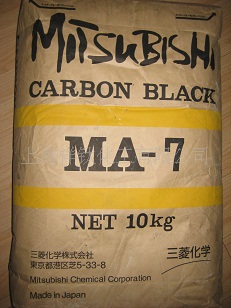 MITSUBISHI
CARBON BLACK
MA-7
NET 10kg
三菱化学株式会社
東京都港区芝5-33-8
Mitsubishi Chemical Corporation
Made in Japan
三菱化学